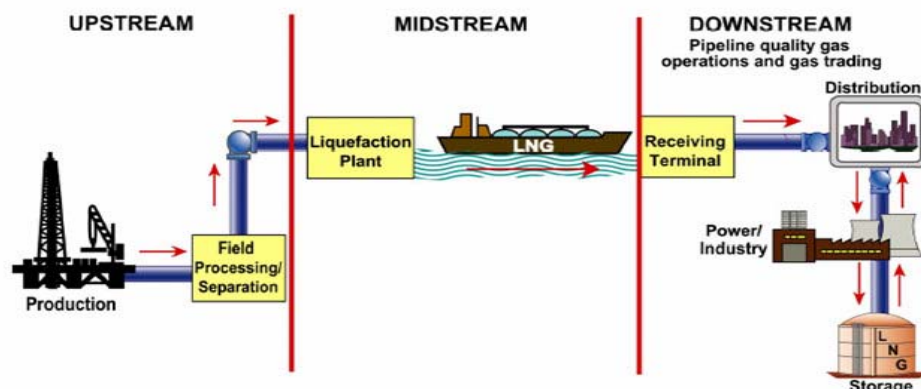 UPSTREAM
MIDSTREAM
DOWNSTREAM
Pipeline quality gas
operations and gas trading
Distribution
Liquefaction
Plant
LNG
Receiving
Terminal
Power/
Industry
Field
Processing/
Separation
Production
L
N
G
Storage